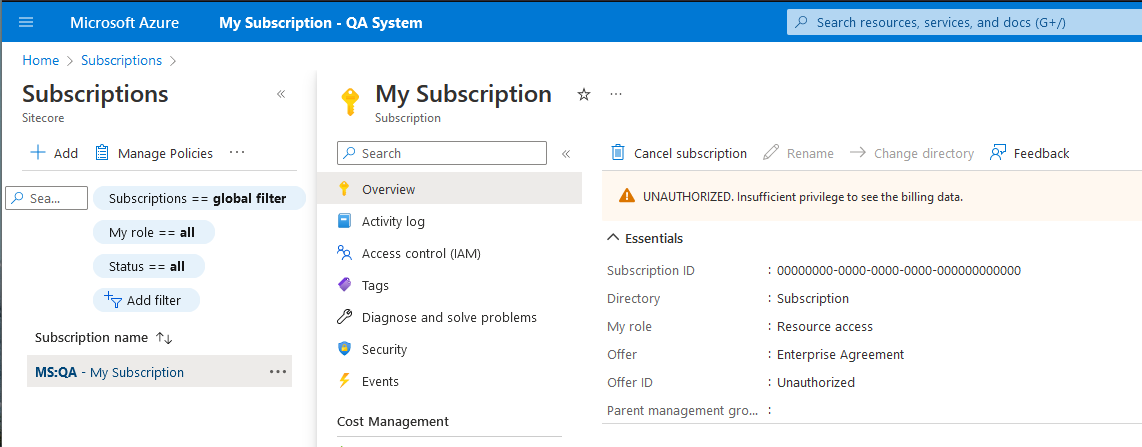 Microsoft Azure My Subscription - QA System Search resources, services, and docs (G+/)
Home > Subscriptions >
Subscriptions
Sitecore
+ Add Manage Policies ...
Sea...
Subscriptions == global filter
My role == all
Status == all
Add filter
Subscription name ↑↓
MS:QA - My Subscription ...
My Subscription ...
Subscription
Search
Overview
Activity log
Access control (IAM)
Tags
Diagnose and solve problems
Security
Events
Cost Management
Cancel subscription Rename Change directory Feedback
UNAUTHORIZED. Insufficient privilege to see the billing data.
Essentials
Subscription ID : 00000000-0000-0000-0000-000000000000
Directory : Subscription
My role : Resource access
Offer : Enterprise Agreement
Offer ID : Unauthorized
Parent management gro... :